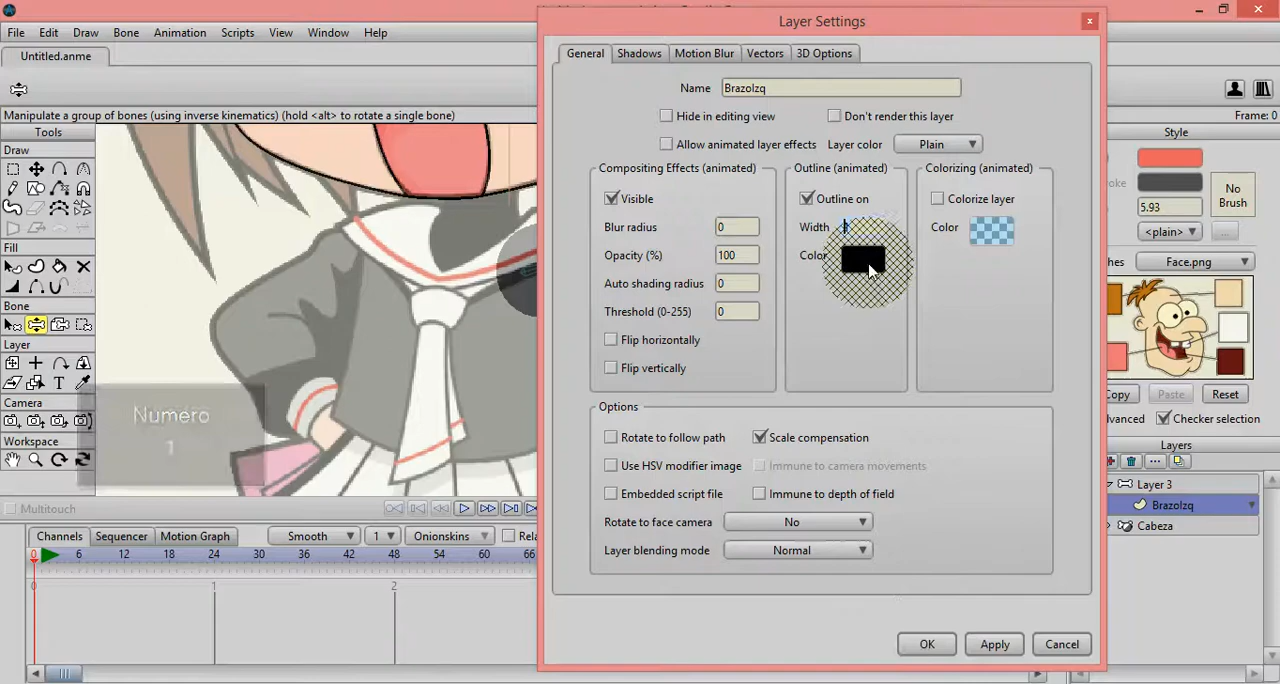 Layer Settings
File Edit Draw Bone Animation Scripts View Window Help
Untitled.anme
General Shadows Motion Blur Vectors 3D Options
Name BrazoIzq
Frame: 0
Manipulate a group of bones (using inverse kinematics) (hold <alt> to rotate a single bone)
Hide in editing view Don't render this layer
Tools
Style
Draw
Allow animated layer effects Layer color Plain
Compositing Effects (animated) Outline (animated) Colorizing (animated)
Visible Outline on Colorize layer
No
Brush
5.93
Blur radius 0 Width Color
<plain> ...
Fill
Opacity (%) 100
Face.png
Auto shading radius 0
Bone
Threshold (0-255) 0
Flip horizontally
Layer
Flip vertically
Copy Paste Reset
Camera
Options
Numéro
1
Checker selection
Rotate to follow path Scale compensation
Workspace
Layers
Use HSV modifier image Immune to camera movements
Layer 3
Embedded script file Immune to depth of field
BrazoIzq
Multitouch
Rotate to face camera No
Cabeza
Channels Sequencer Motion Graph Smooth 1 Onionskins
Layer blending mode Normal
0 6 12 18 24 30 36 42 48 54 60 66
0 1 2
OK Apply Cancel